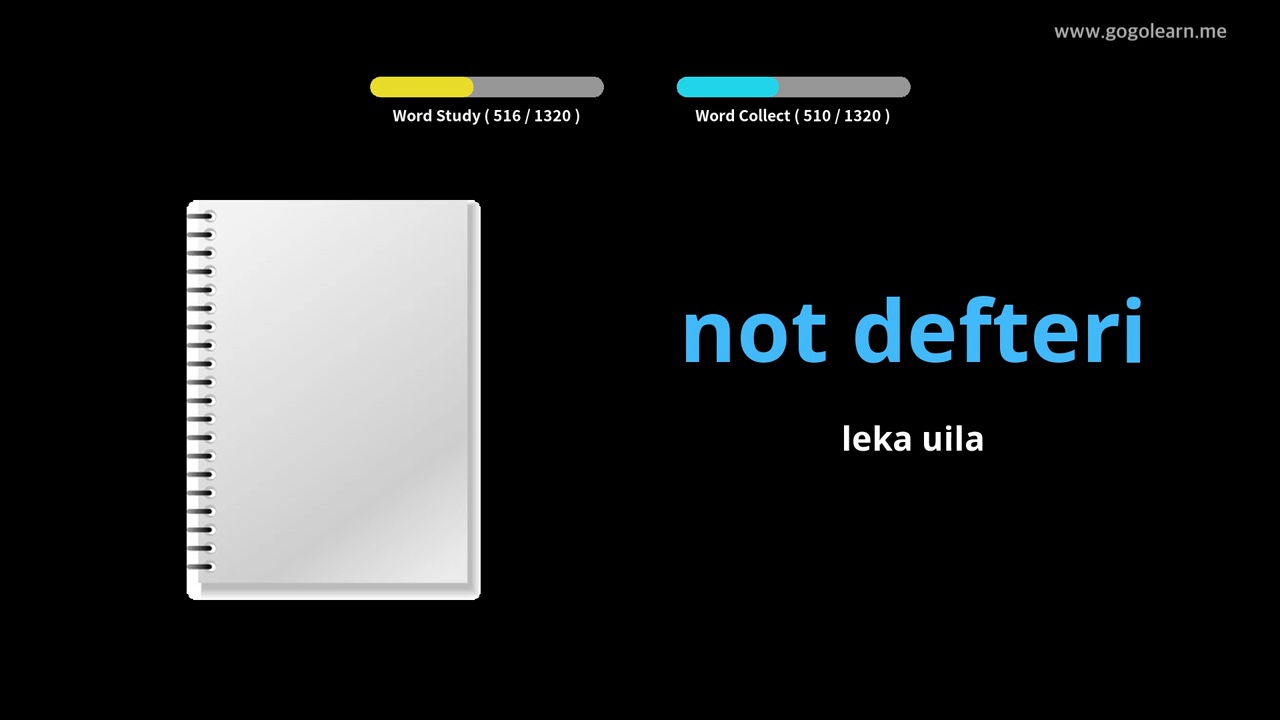 www.gogolearn.me
Word Study ( 516 / 1320 )
Word Collect ( 510 / 1320 )
not defteri
leka uila